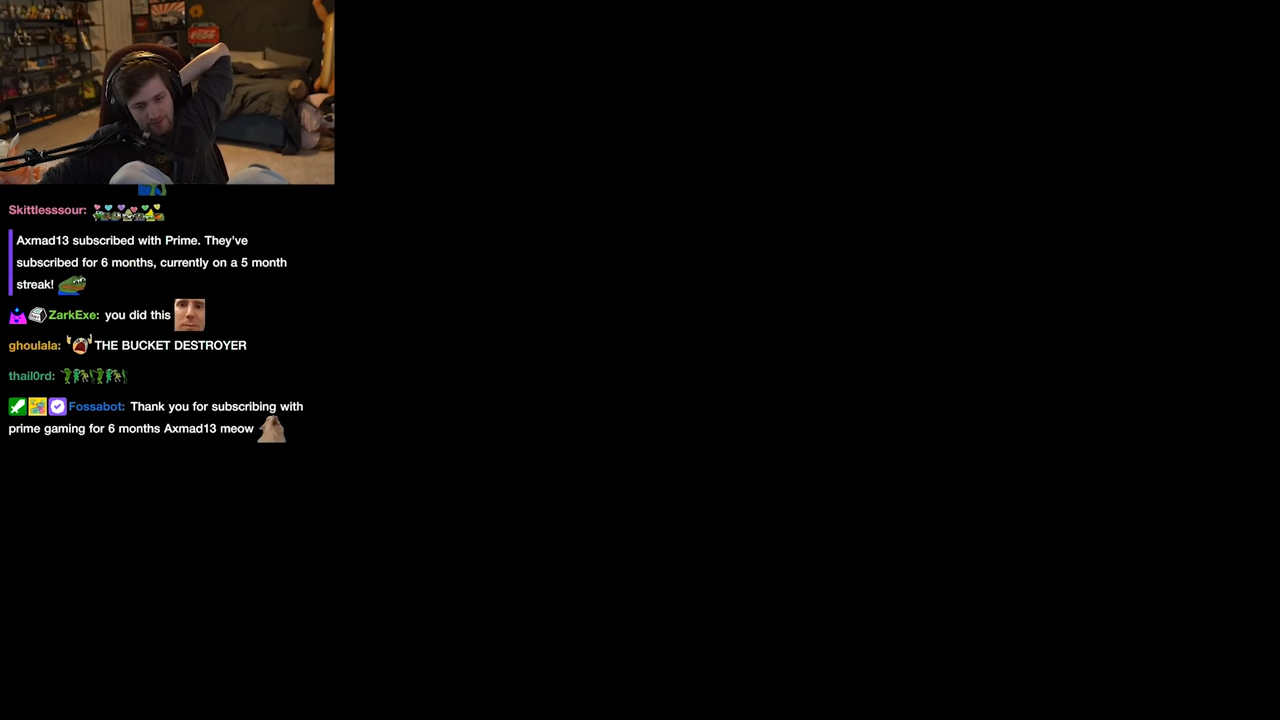 Skittlesssour:
Axmad13 subscribed with Prime. They've
subscribed for 6 months, currently on a 5 month
streak!
ZarkExe: you did this
ghoulala: THE BUCKET DESTROYER
thail0rd:
Fossabot: Thank you for subscribing with
prime gaming for 6 months Axmad13 meow